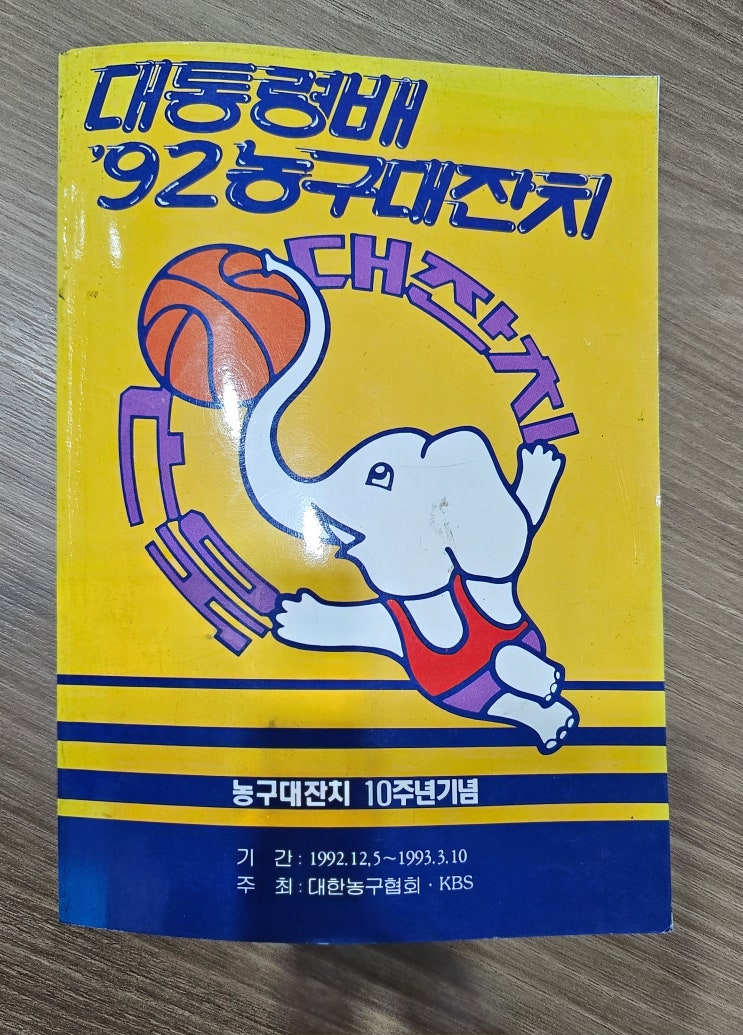 대통령배
'92농구대잔치
농구
대잔치
농구대잔치 10주년기념
기 간 : 1992.12.5~1993.3.10
주 최 : 대한농구협회 · KBS